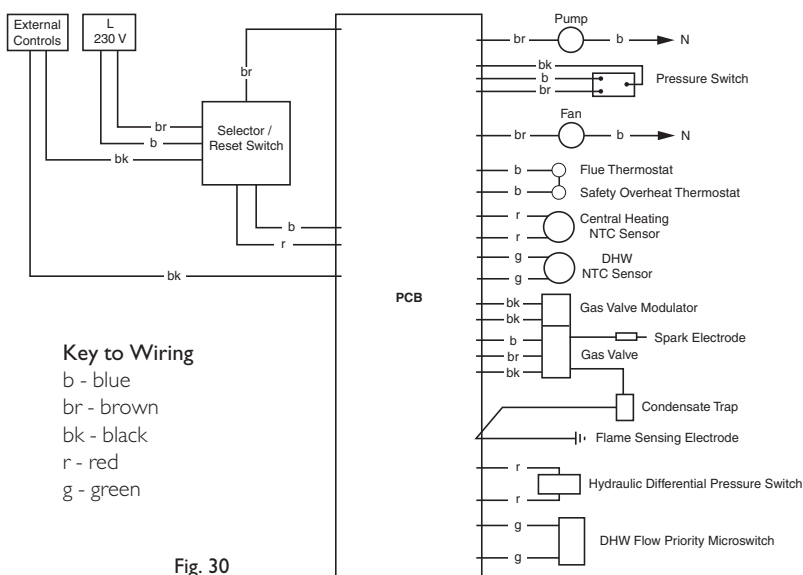 External
Controls
L
230 V
br
br
b
bk
Selector /
Reset Switch
b
r
bk
PCB
Pump
br
b
N
bk
b
br
Pressure Switch
Fan
br
b
N
b
Flue Thermostat
b
Safety Overheat Thermostat
r
r
Central Heating
NTC Sensor
g
g
DHW
NTC Sensor
bk
bk
Gas Valve Modulator
b
br
bk
Spark Electrode
Gas Valve
Condensate Trap
Flame Sensing Electrode
r
r
Hydraulic Differential Pressure Switch
g
g
DHW Flow Priority Microswitch
Key to Wiring
b - blue
br - brown
bk - black
r - red
g - green
Fig. 30